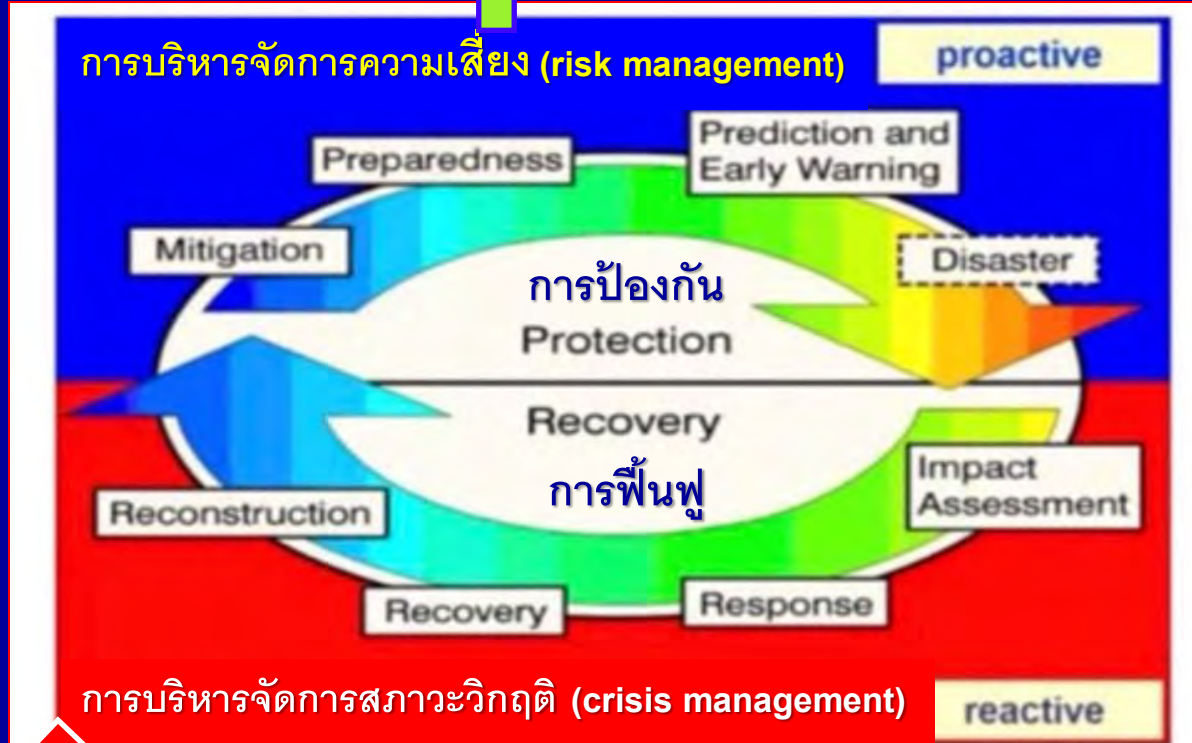 การบริหารจัดการความเสี่ยง (risk management)
proactive
Preparedness
Prediction and
Early Warning
Mitigation
Disaster
การป้องกัน
Protection
Recovery
การฟื้นฟู
Impact
Assessment
Reconstruction
Recovery
Response
การบริหารจัดการสภาวะวิกฤติ (crisis management)
reactive